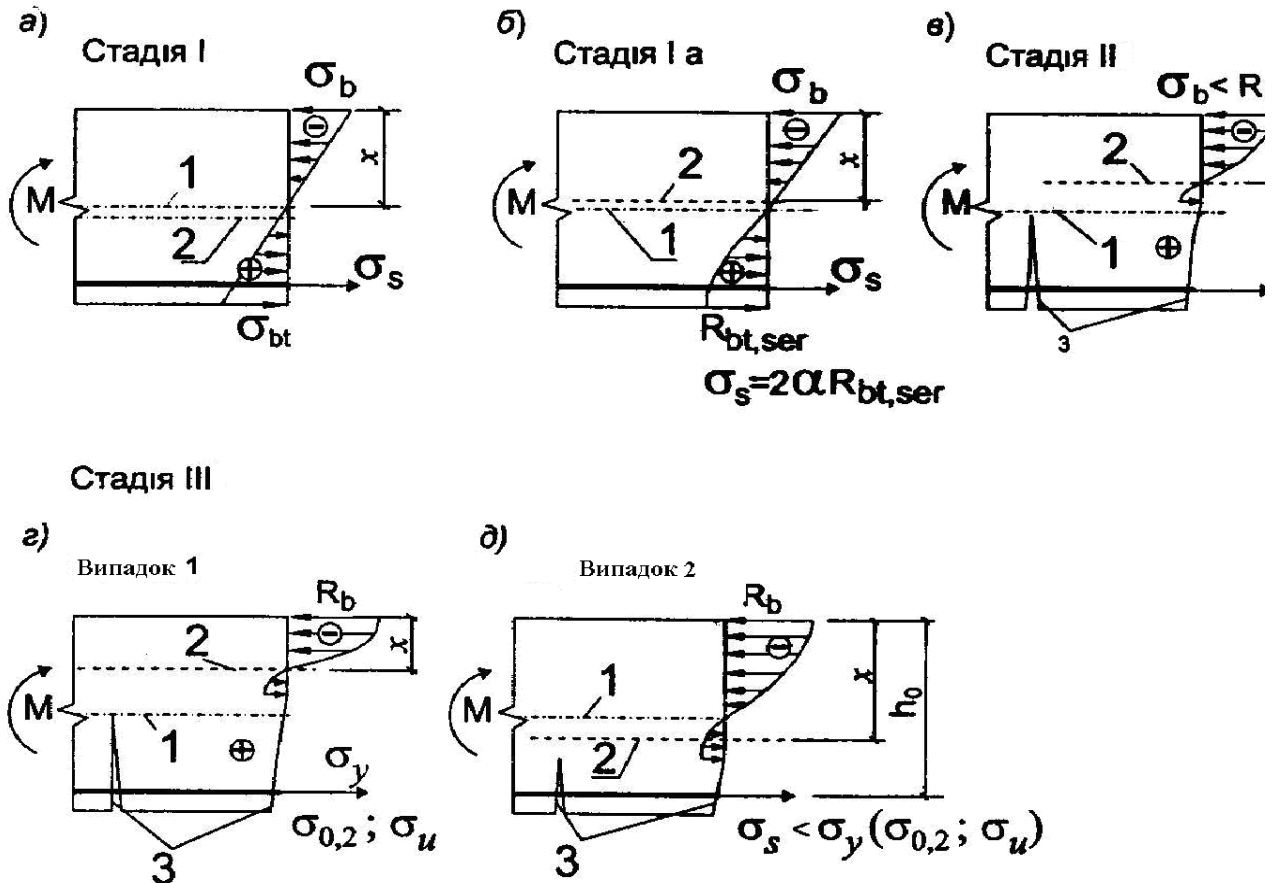 а)
Стадія I
σb
⊖
x
1
M
2
⊕
σs
σbt
б)
Стадія I а
σb
⊖
x
2
M
1
⊕
σs
Rbt,ser
σs=2αRbt,ser
в)
Стадія II
σb< R
⊖
2
M
1
⊕
3
Стадія III
г)
Випадок 1
Rb
⊖
x
2
M
1
⊕
σy
σ0,2 ; σu
3
д)
Випадок 2
Rb
⊖
x
h0
1
M
2
σs < σy (σ0,2 ; σu)
3